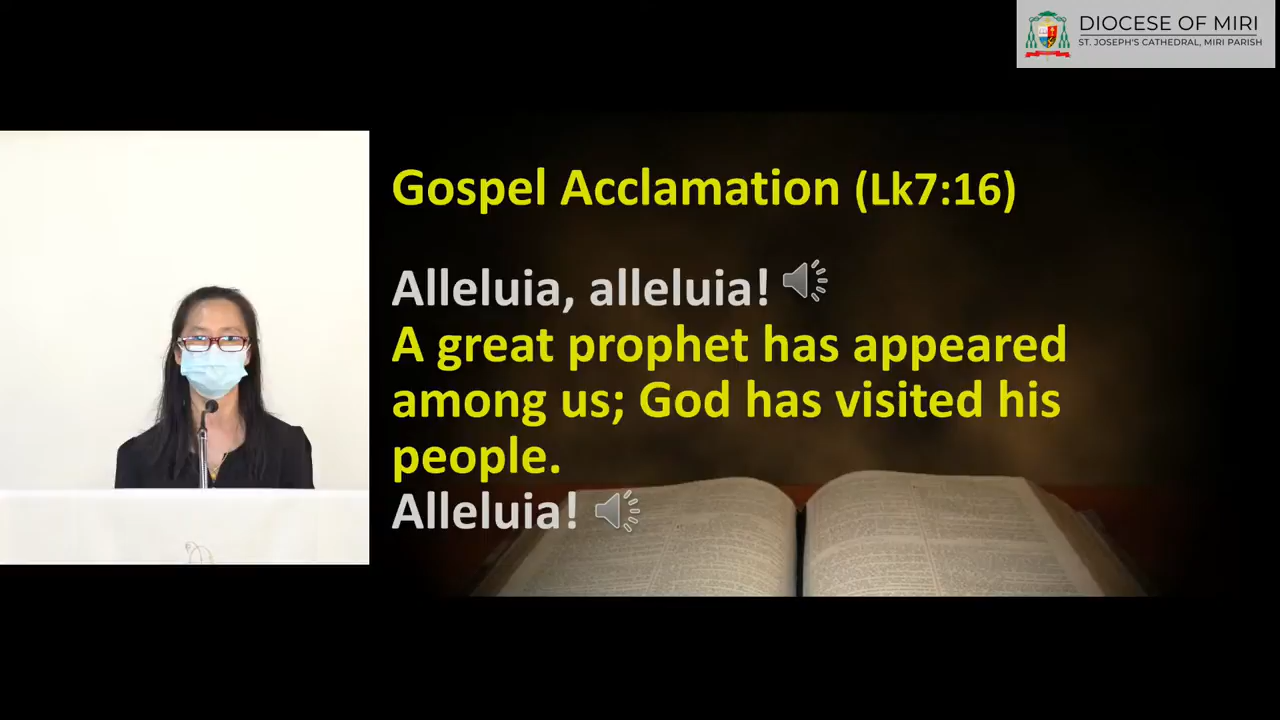 DIOCESE OF MIRI
ST. JOSEPH'S CATHEDRAL, MIRI PARISH
Gospel Acclamation (Lk7:16)
Alleluia, alleluia!
A great prophet has appeared
among us; God has visited his
people.
Alleluia!